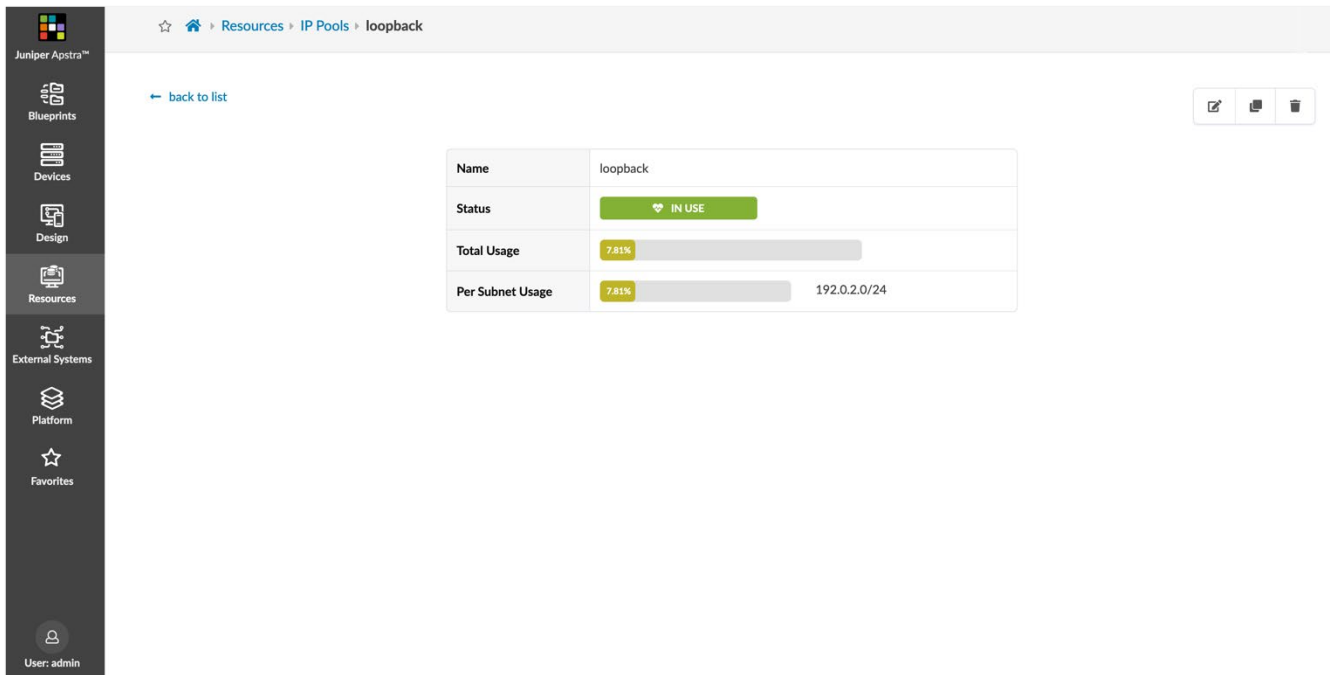 Juniper Apstra™
Blueprints
Devices
Design
Resources
External Systems
Platform
Favorites
User: admin
Resources IP Pools loopback
back to list
Name loopback
Status IN USE
Total Usage 7.81%
Per Subnet Usage 7.81% 192.0.2.0/24